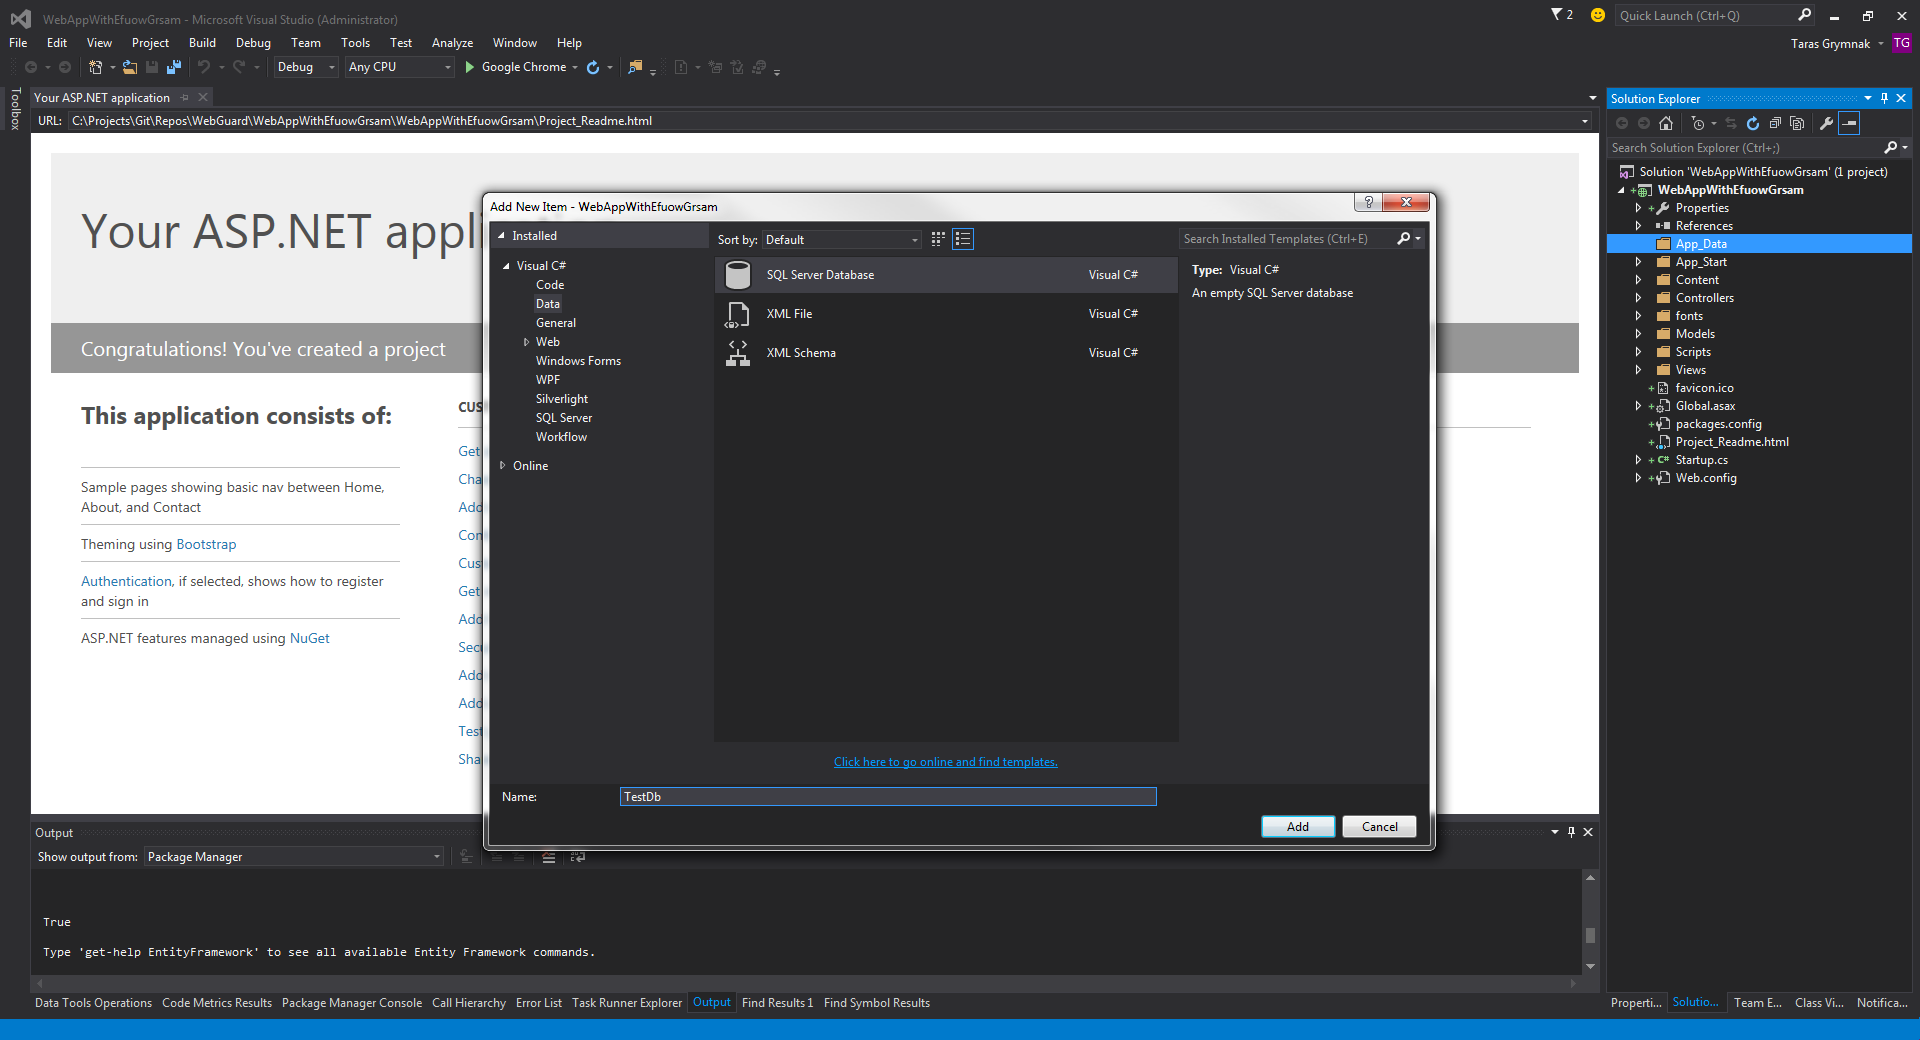 WebAppWithEfuowGrsam - Microsoft Visual Studio (Administrator)
2
Quick Launch (Ctrl+Q)
File Edit View Project Build Debug Team Tools Test Analyze Window Help
Taras Grymnak TG
Debug Any CPU Google Chrome
Toolbox
Your ASP.NET application
URL: C:\Projects\Git\Repos\WebGuard\WebAppWithEfuowGrsam\WebAppWithEfuowGrsam\Project_Readme.html
Your ASP.NET appl
Congratulations! You've created a project
This application consists of:
Sample pages showing basic nav between Home,
About, and Contact
Theming using Bootstrap
Authentication, if selected, shows how to register
and sign in
ASP.NET features managed using NuGet
CUS
Get
Cha
Add
Con
Cus
Get
Add
Secu
Add
Add
Test
Sha
Add New Item - WebAppWithEfuowGrsam
?
Installed
Sort by: Default
Search Installed Templates (Ctrl+E)
Visual C#
Code
Data
General
Web
Windows Forms
WPF
Silverlight
SQL Server
Workflow
Online
SQL Server Database Visual C#
XML File Visual C#
XML Schema Visual C#
Type: Visual C#
An empty SQL Server database
Click here to go online and find templates.
Name: TestDb
Add Cancel
Output
Show output from: Package Manager
True
Type 'get-help EntityFramework' to see all available Entity Framework commands.
Data Tools Operations Code Metrics Results Package Manager Console Call Hierarchy Error List Task Runner Explorer Output Find Results 1 Find Symbol Results
Solution Explorer
Search Solution Explorer (Ctrl+;)
Solution 'WebAppWithEfuowGrsam' (1 project)
WebAppWithEfuowGrsam
Properties
References
App_Data
App_Start
Content
Controllers
fonts
Models
Scripts
Views
favicon.ico
Global.asax
packages.config
Project_Readme.html
C# Startup.cs
Web.config
Properti... Solutio... Team E... Class Vi... Notifica...